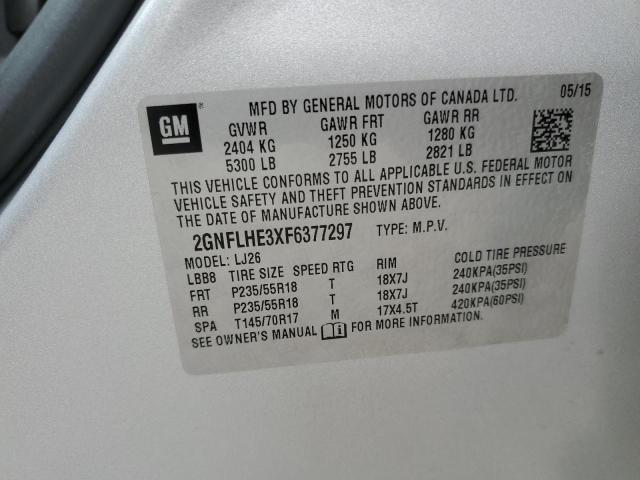 GM ® MFD BY GENERAL MOTORS OF CANADA LTD. 05/15
GVWR GAWR FRT GAWR RR
2404 KG 1250 KG 1280 KG
5300 LB 2755 LB 2821 LB
THIS VEHICLE CONFORMS TO ALL APPLICABLE U.S. FEDERAL MOTOR
VEHICLE SAFETY AND THEFT PREVENTION STANDARDS IN EFFECT ON
THE DATE OF MANUFACTURE SHOWN ABOVE.
2GNFLHE3XF6377297 TYPE: M.P.V.
MODEL: LJ26
LBB8 TIRE SIZE SPEED RTG RIM COLD TIRE PRESSURE
FRT P235/55R18 T 18X7J 240KPA(35PSI)
RR P235/55R18 T 18X7J 240KPA(35PSI)
SPA T145/70R17 M 17X4.5T 420KPA(60PSI)
SEE OWNER'S MANUAL FOR MORE INFORMATION.